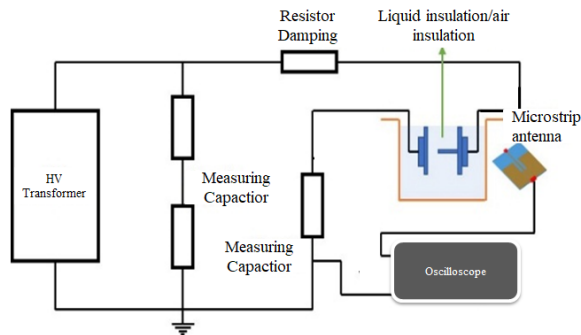 Resistor
Damping
Liquid insulation/air
insulation
Microstrip
antenna
HV
Transformer
Measuring
Capactior
Measuring
Capactior
Oscilloscope